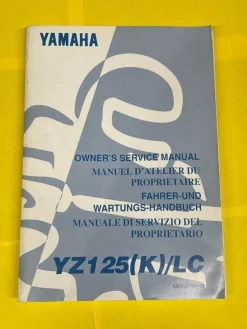 YAMAHA
OWNER'S SERVICE MANUAL
MANUEL D'ATELIER DU
PROPRIETAIRE
FAHRER-UND
WARTUNGS-HANDBUCH
MANUALE DI SERVIZIO DEL
PROPRIETARIO
YZ125(K)/LC